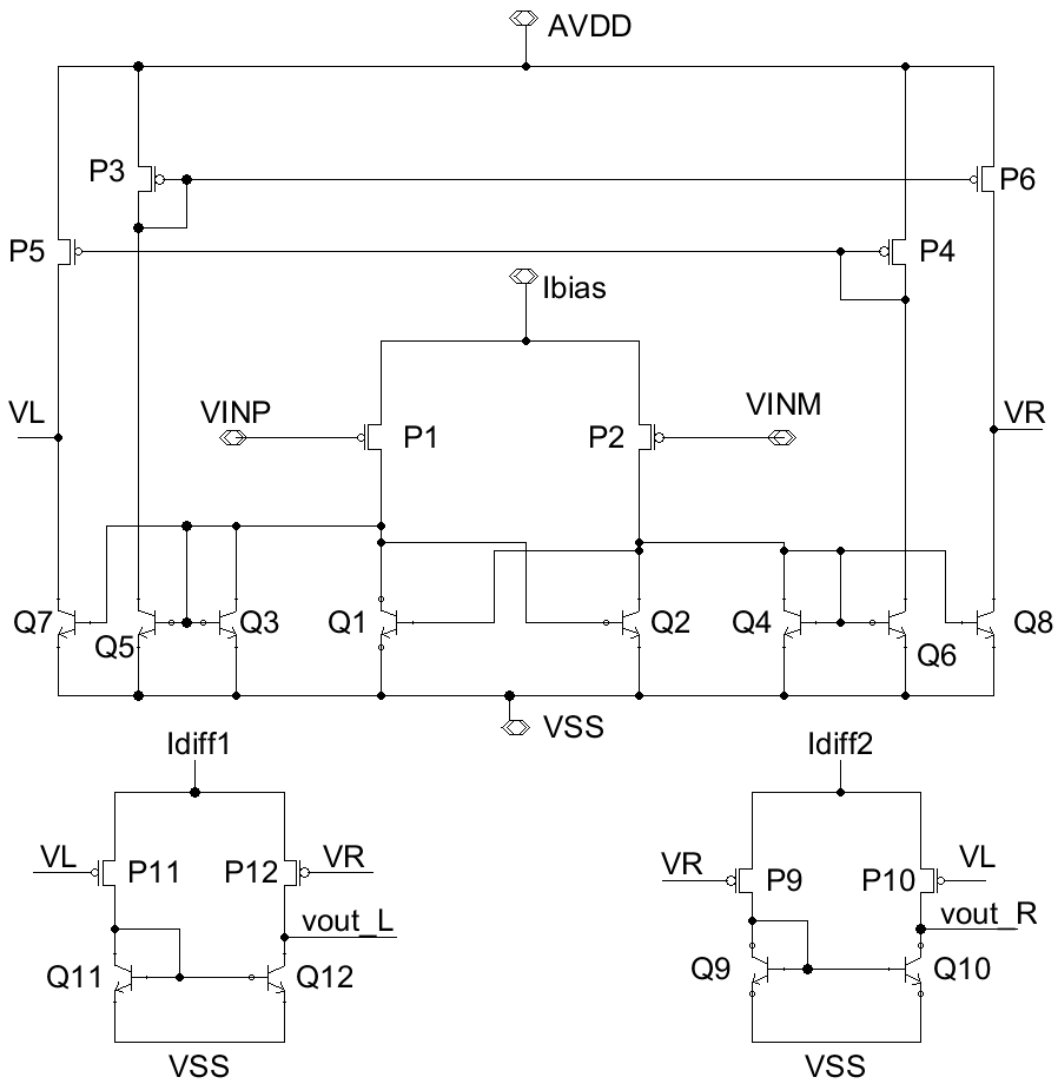 AVDD
P3
P6
P5
P4
Ibias
VL
VINP
P1
P2
VINM
VR
Q7
Q5
Q3
Q1
Q2
Q4
Q6
Q8
VSS
Idiff1
Idiff2
VL
P11
P12
VR
VR
P9
P10
VL
vout_L
vout_R
Q11
Q12
Q9
Q10
VSS
VSS